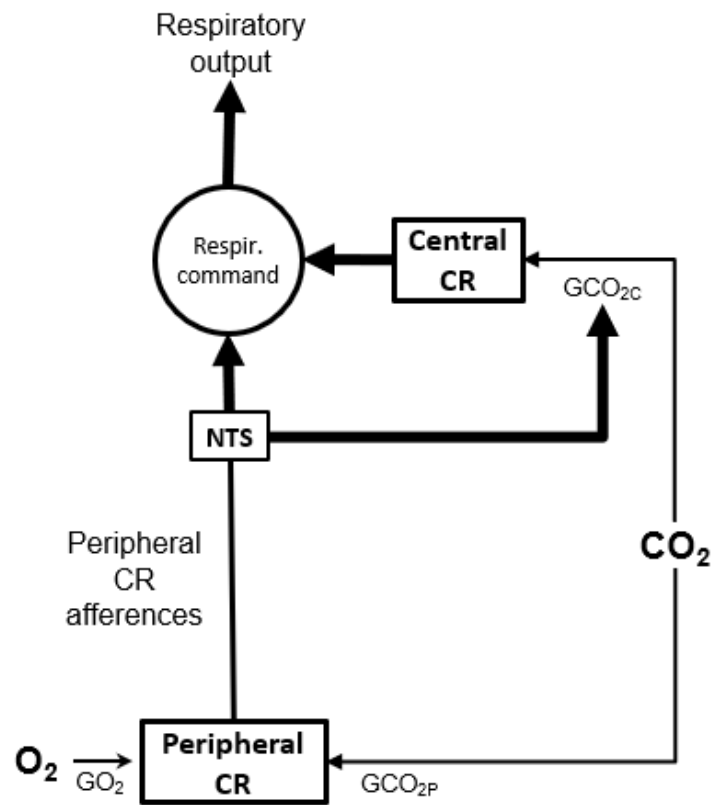 Respiratory
output
Respir.
command
Central
CR
GCO₂C
NTS
Peripheral
CR
afferences
CO₂
O₂
GO₂
Peripheral
CR
GCO₂P